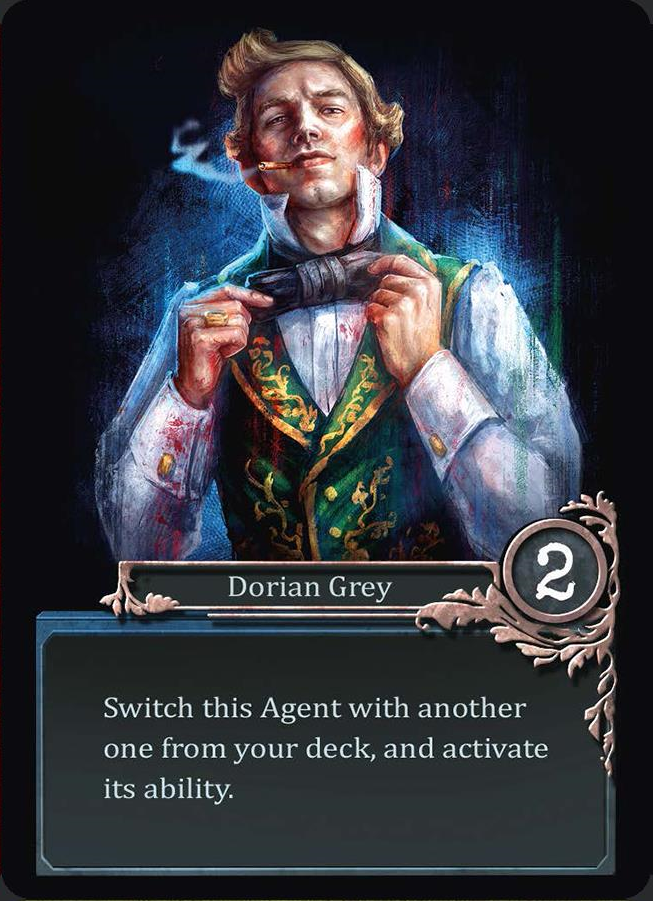 Dorian Grey
2
Switch this Agent with another
one from your deck, and activate
its ability.